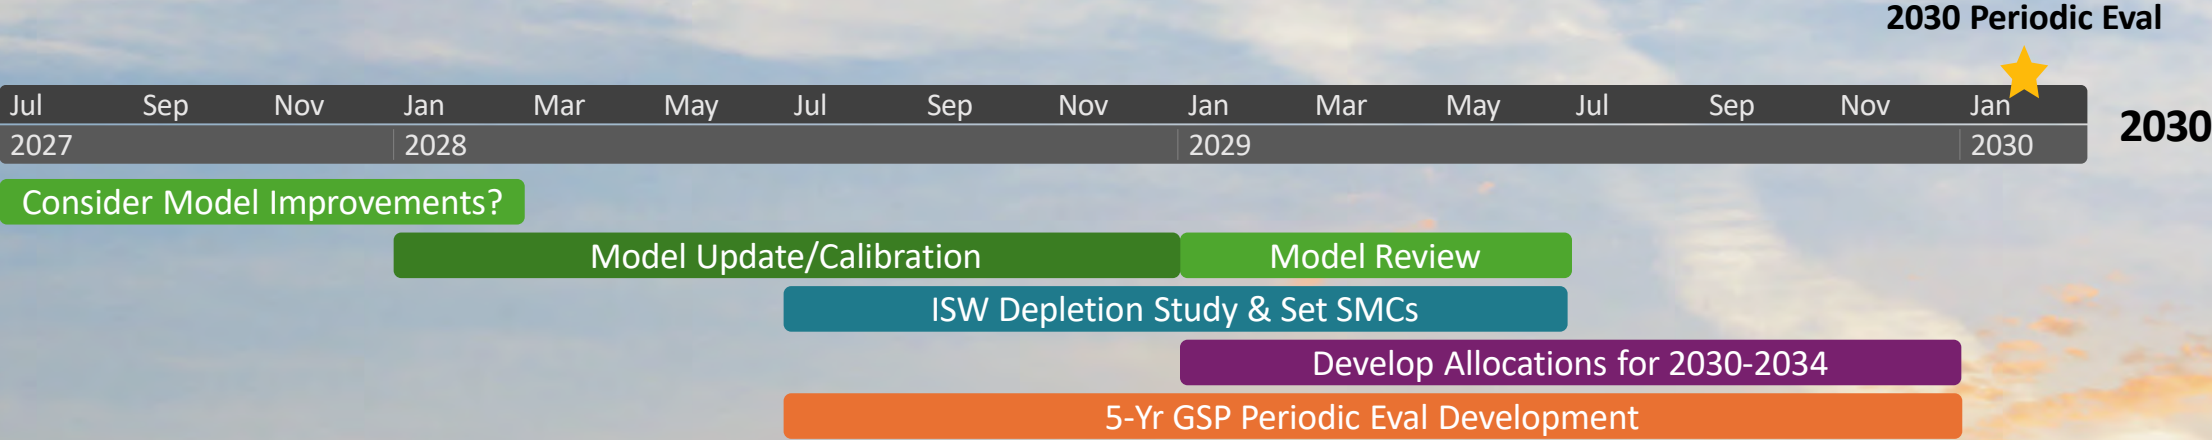 2030 Periodic Eval
Jul Sep Nov Jan Mar May Jul Sep Nov Jan Mar May Jul Sep Nov Jan
2027 2028 2029 2030
2030
Consider Model Improvements?
Model Update/Calibration Model Review
ISW Depletion Study & Set SMCs
Develop Allocations for 2030-2034
5-Yr GSP Periodic Eval Development